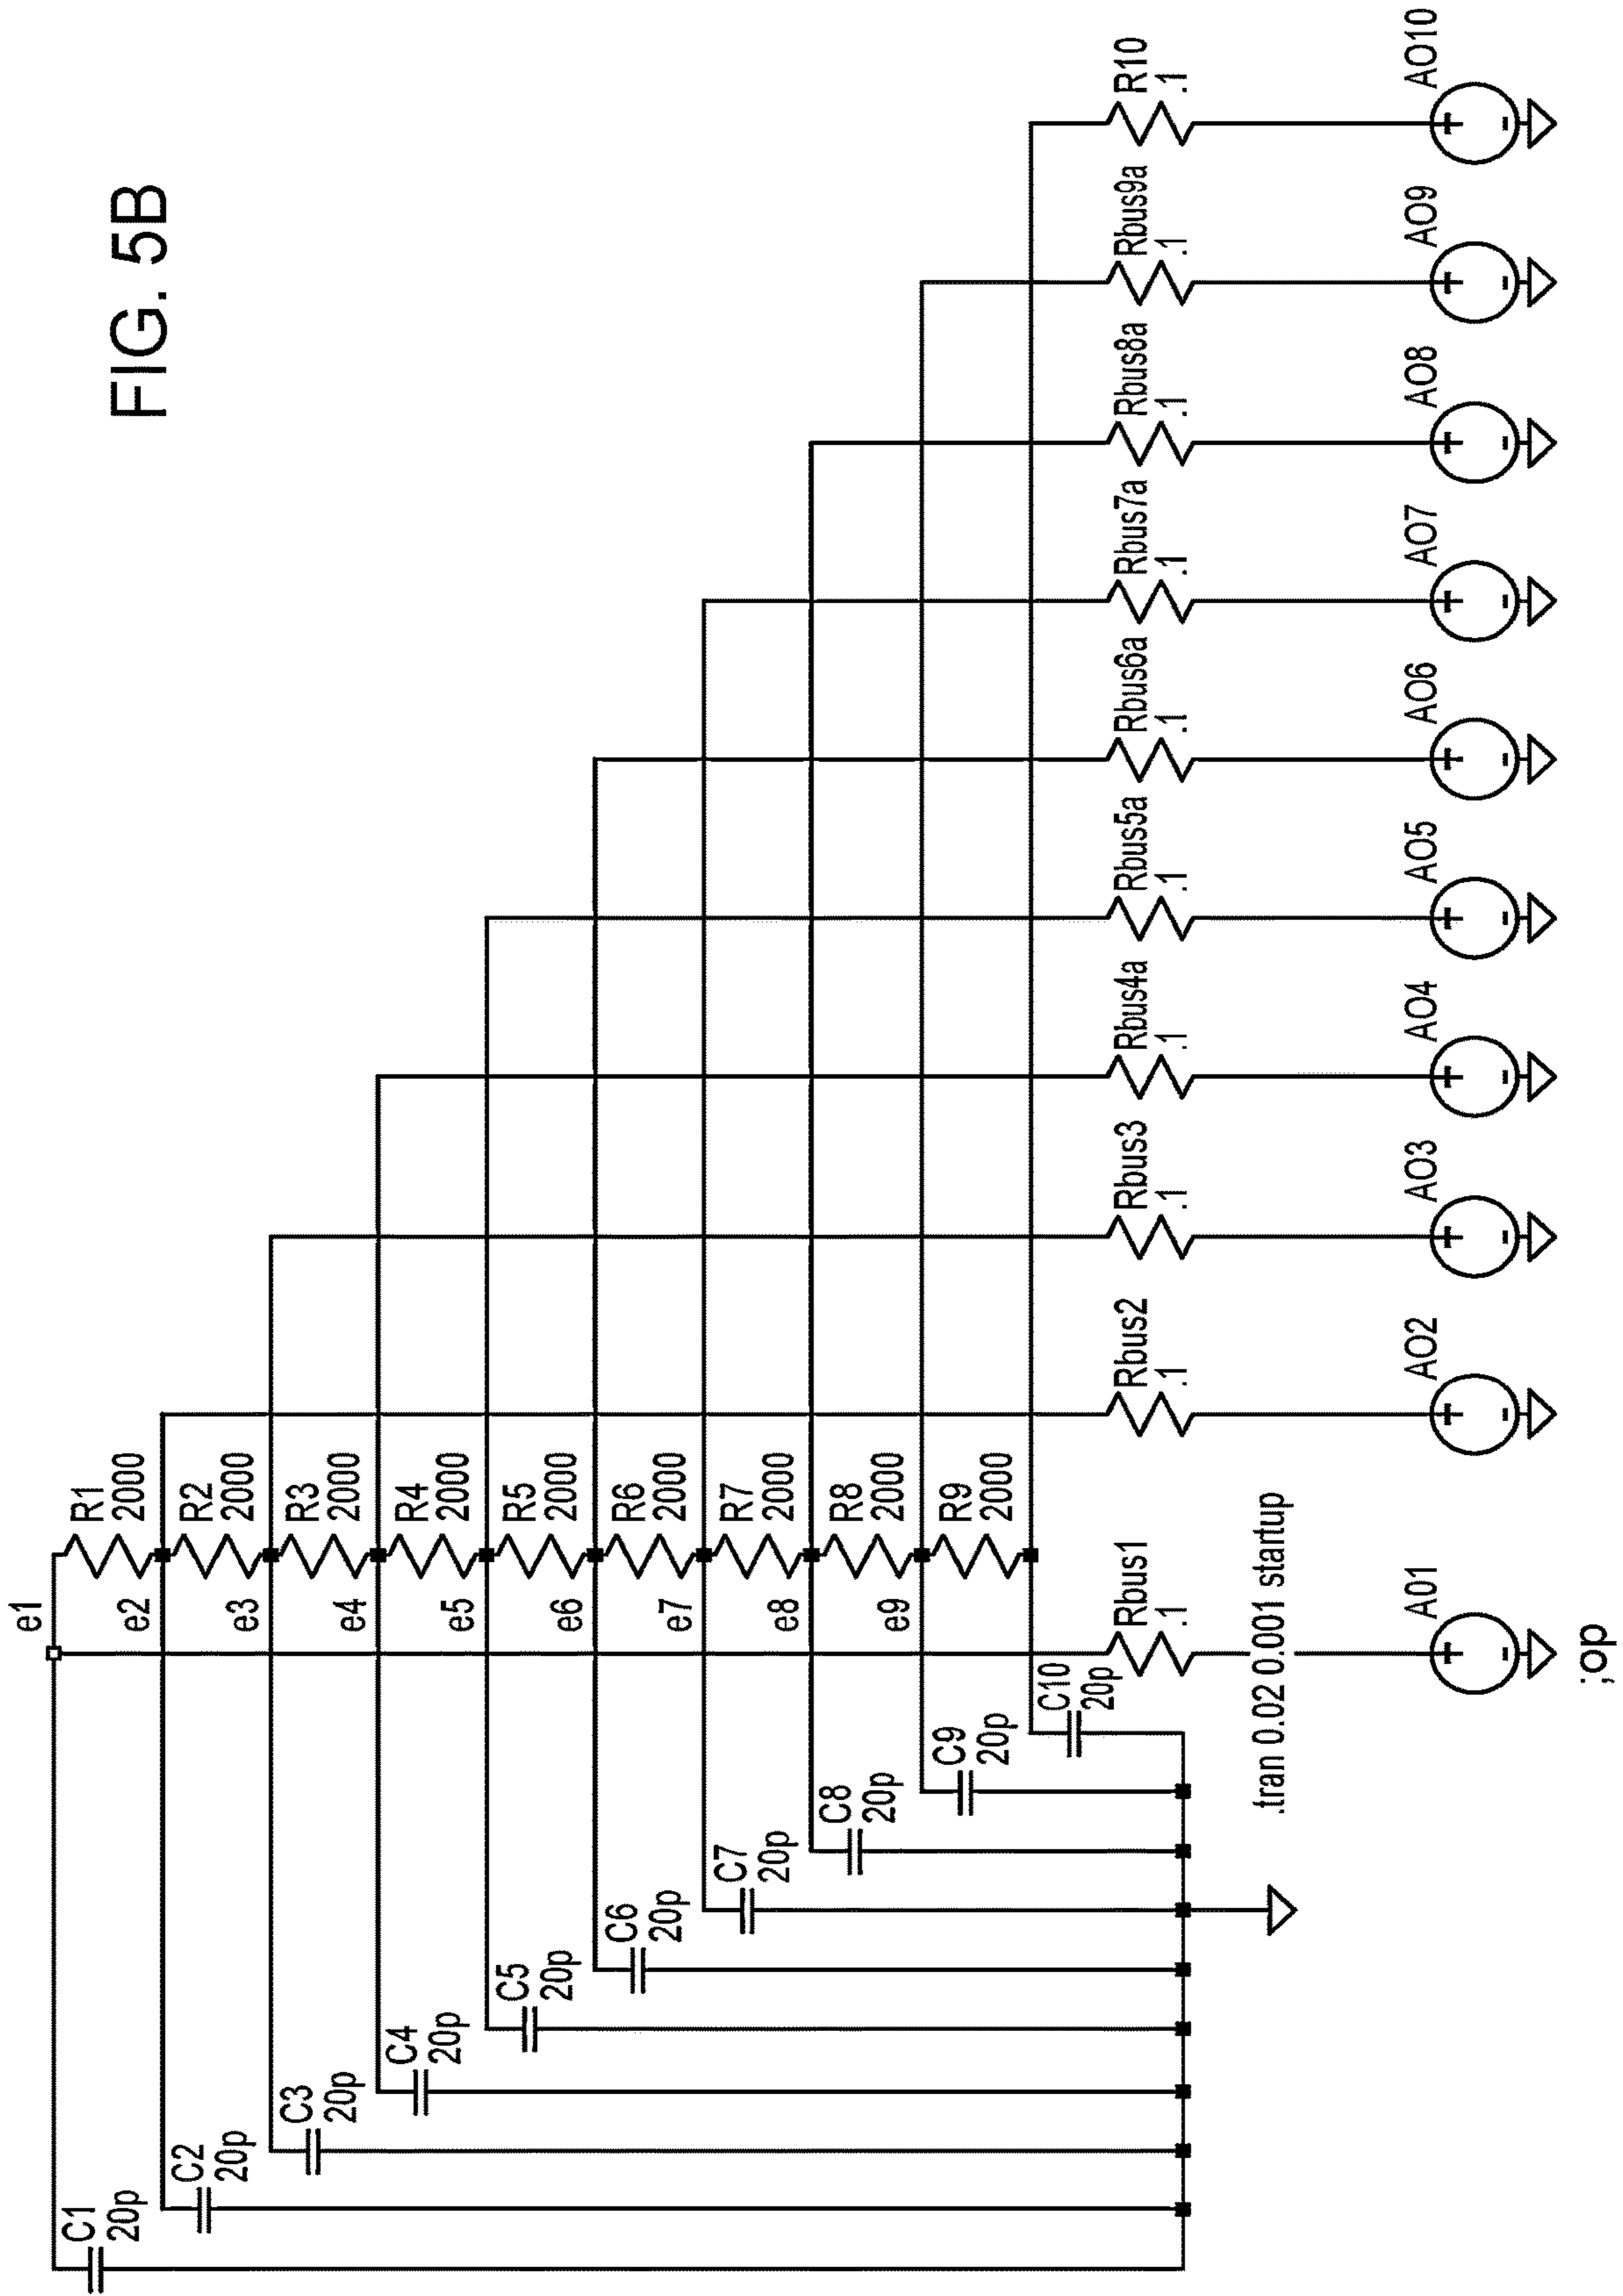 FIG. 5B
C1
20p
C2
20p
C3
20p
C4
20p
C5
20p
C6
20p
C7
20p
C8
20p
C9
20p
C10
20p
e1
e2
e3
e4
e5
e6
e7
e8
e9
R1
2000
R2
2000
R3
2000
R4
2000
R5
2000
R6
2000
R7
2000
R8
2000
R9
2000
Rbus1
.1
Rbus2
.1
Rbus3
.1
Rbus4a
.1
Rbus5a
.1
Rbus6a
.1
Rbus7a
.1
Rbus8a
.1
Rbus9a
.1
R10
.1
.tran 0.02 0.001 startup
A01
+
-
AO2
+
-
AO3
+
-
AO4
+
-
AO5
+
-
AO6
+
-
AO7
+
-
AO8
+
-
AO9
+
-
AO10
+
-
;op